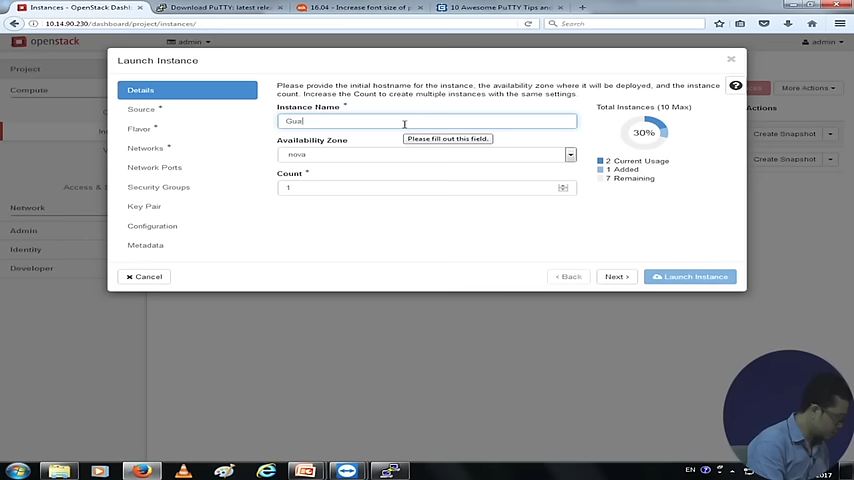 Instances - OpenStack Dashb
Download PuTTY: latest rele
16.04 - Increase font size of p
10 Awesome PuTTY Tips and
10.14.90.230/dashboard/project/instances/
Search
openstack
admin
admin
Project
Compute
Network
Admin
Identity
Developer
More Actions
Actions
Create Snapshot
Create Snapshot
Access & S
In
Launch Instance
Details
Source *
Flavor *
Networks *
Network Ports
Security Groups
Key Pair
Configuration
Metadata
Please provide the initial hostname for the instance, the availability zone where it will be deployed, and the instance
count. Increase the Count to create multiple instances with the same settings.
Instance Name *
Gua
Please fill out this field.
Availability Zone
nova
Count *
1
Total Instances (10 Max)
30%
2 Current Usage
1 Added
7 Remaining
Cancel
< Back
Next >
Launch Instance
EN
2017